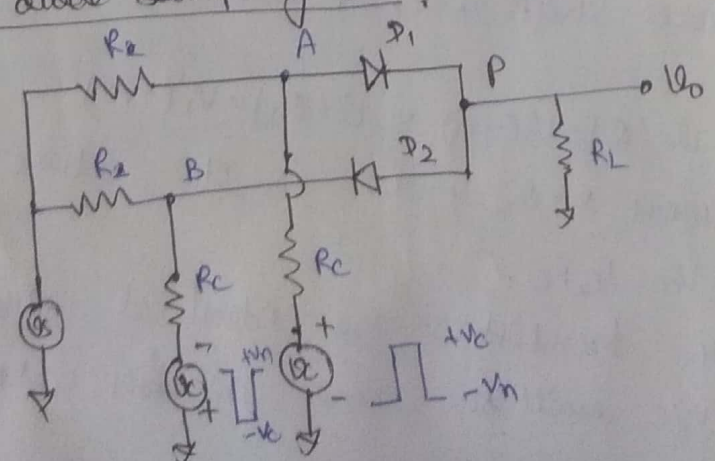 A
D1
R2
P
Vo
R2
B
D2
RL
Rc
Rc
+
-
+Vn
+Vc
Vs
Vc
Vc
+
-
-Vn
-Vc